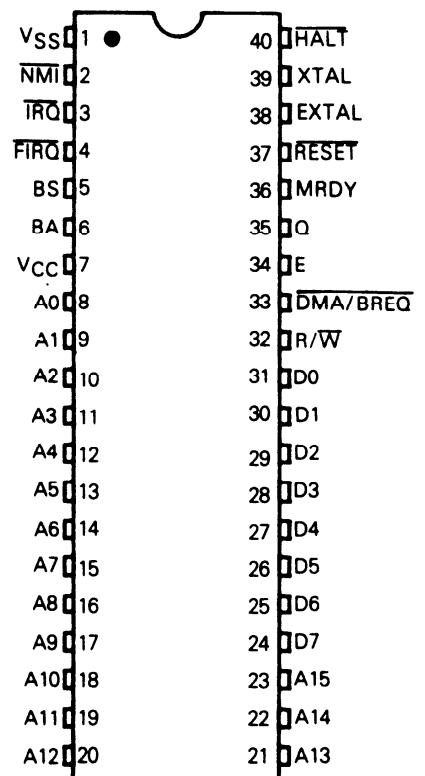 VSS 1 40 HALT
NMI 2 39 XTAL
IRQ 3 38 EXTAL
FIRQ 4 37 RESET
BS 5 36 MRDY
BA 6 35 Q
VCC 7 34 E
A0 8 33 DMA/BREQ
A1 9 32 R/W
A2 10 31 D0
A3 11 30 D1
A4 12 29 D2
A5 13 28 D3
A6 14 27 D4
A7 15 26 D5
A8 16 25 D6
A9 17 24 D7
A10 18 23 A15
A11 19 22 A14
A12 20 21 A13